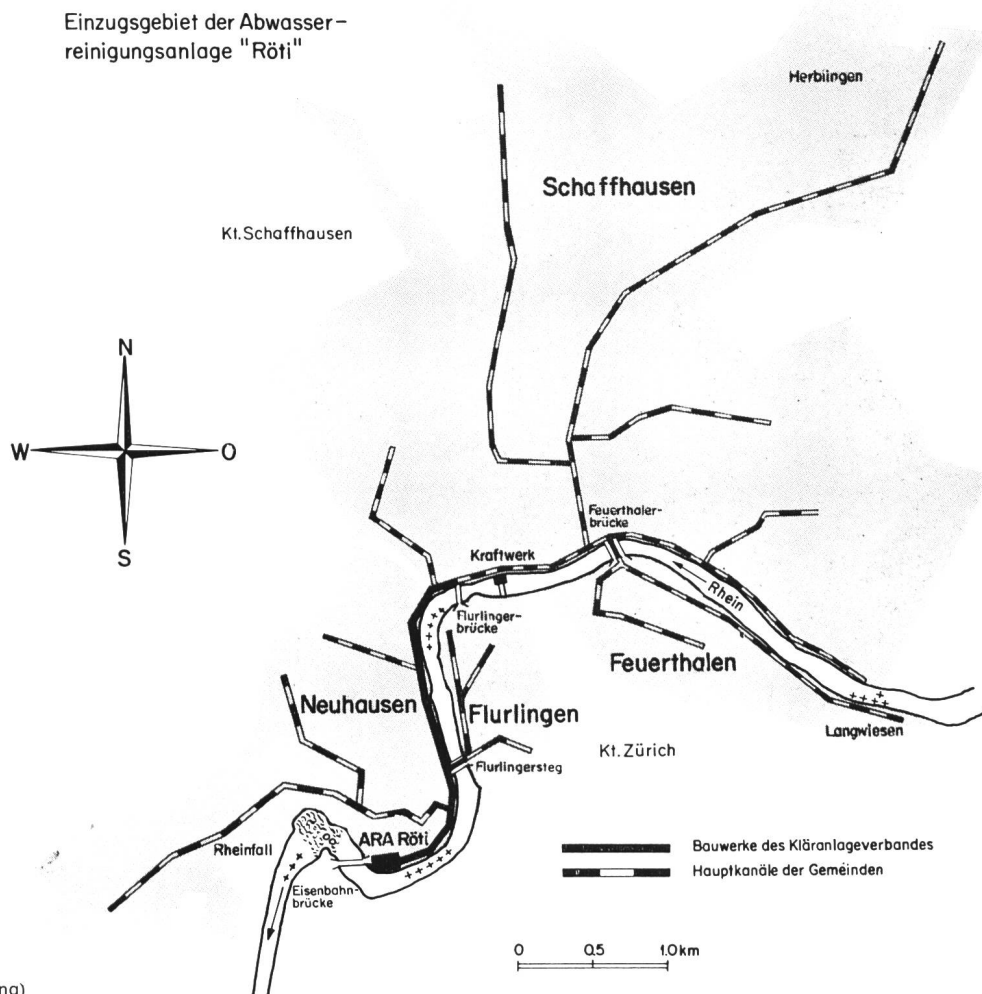 Einzugsgebiet der Abwasser-
reinigungsanlage "Röti"
Herblingen
Schaffhausen
Kt. Schaffhausen
N
W
O
S
Feuerthaler-
brücke
Kraftwerk
Rhein
Flurlinger-
brücke
Feuerthalen
Neuhausen
Flurlingen
Langwiesen
Kt. Zürich
Flurlingersteg
ARA Röti
Rheinfall
Eisenbahn-
brücke
Bauwerke des Kläranlageverbandes
Hauptkanäle der Gemeinden
0 0.5 1.0 km